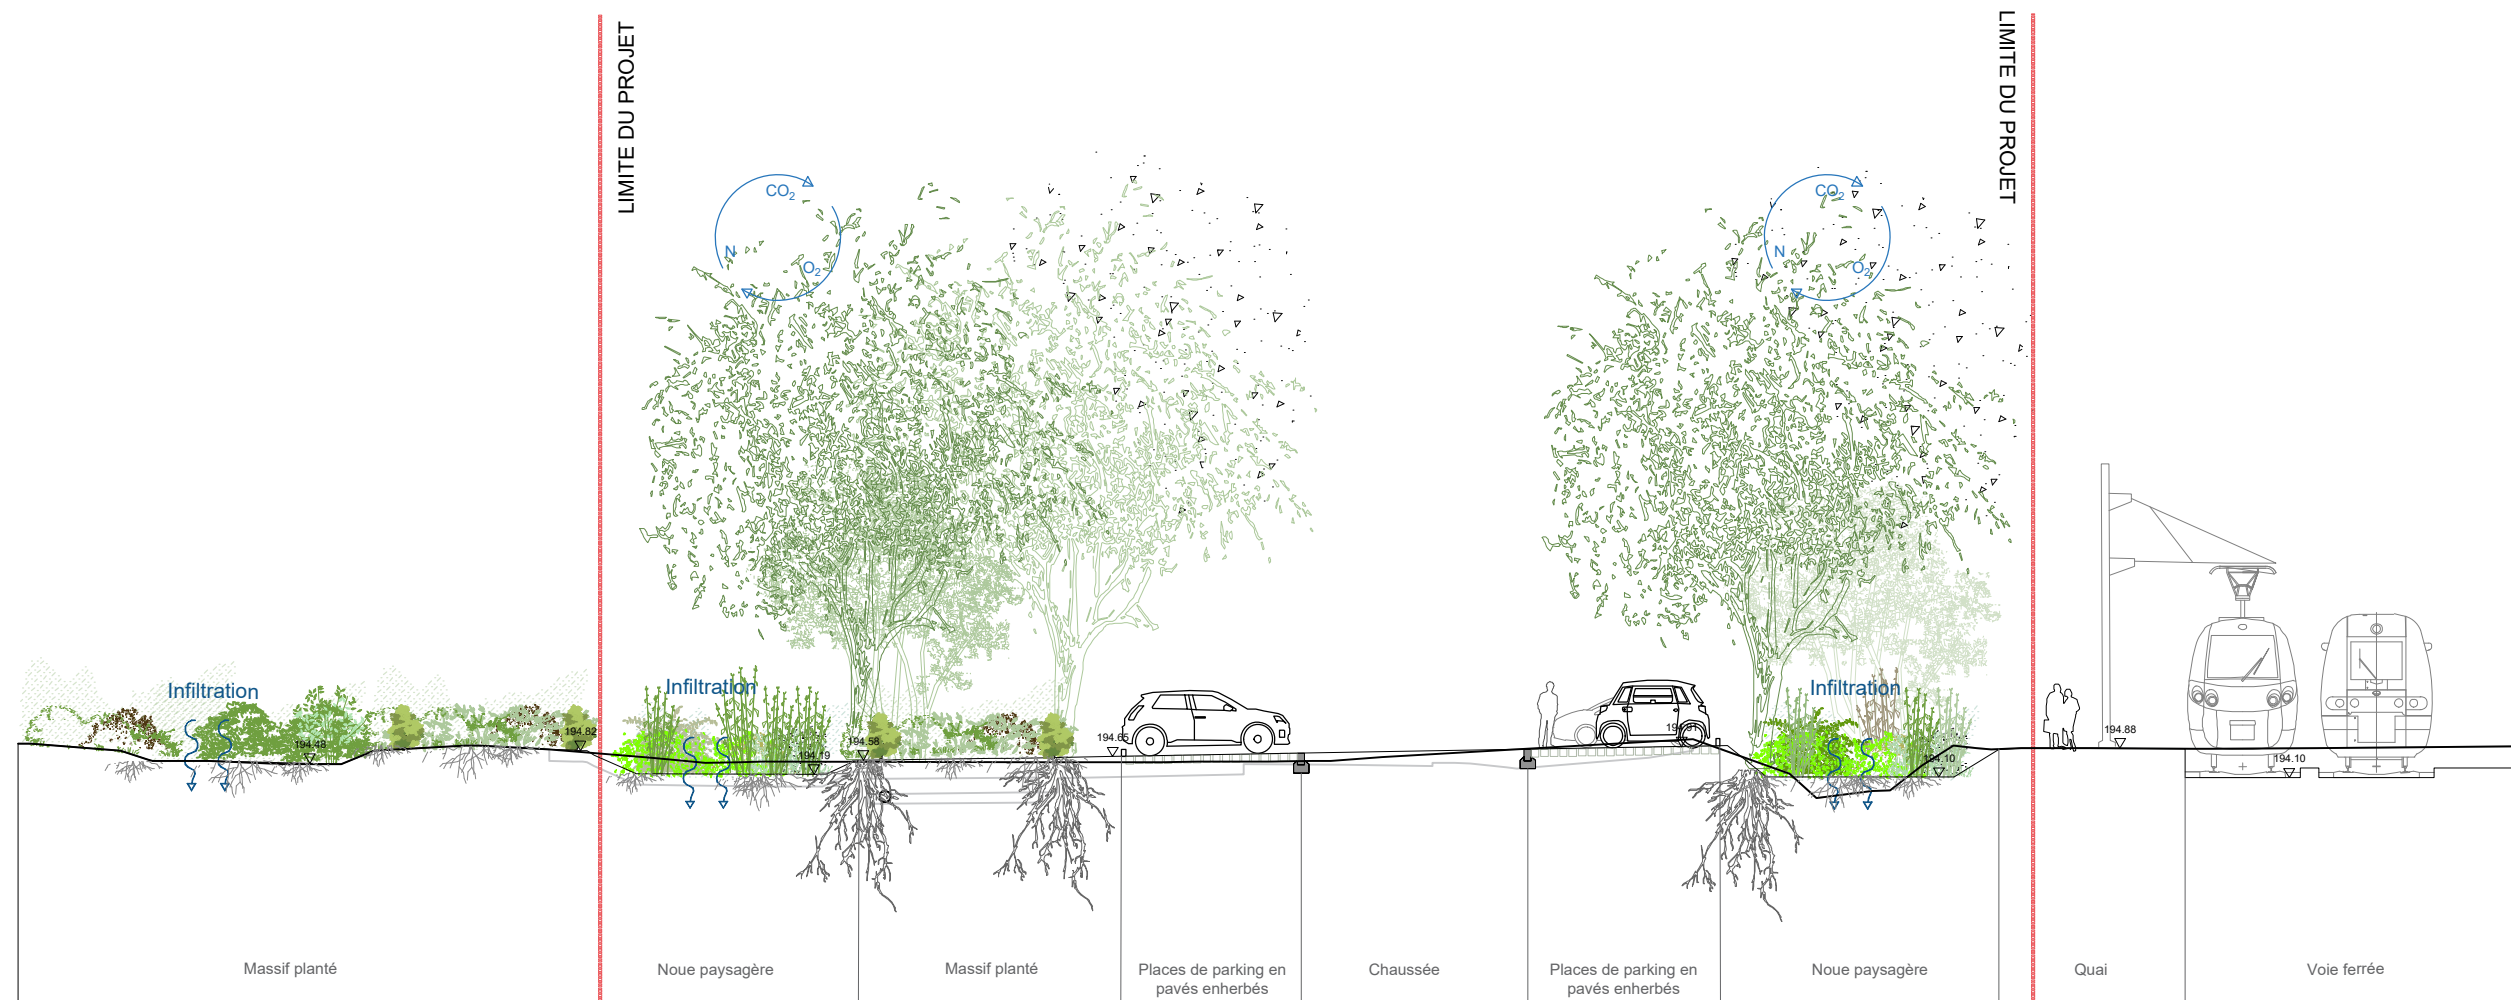 LIMITE DU PROJET
LIMITE DU PROJET
CO2
N
O2
CO2
N
O2
Infiltration
Infiltration
Infiltration
194.48
194.82
194.19
194.58
194.65
194.91
194.10
194.88
194.10
Massif planté
Noue paysagère
Massif planté
Places de parking en
pavés enherbés
Chaussée
Places de parking en
pavés enherbés
Noue paysagère
Quai
Voie ferrée